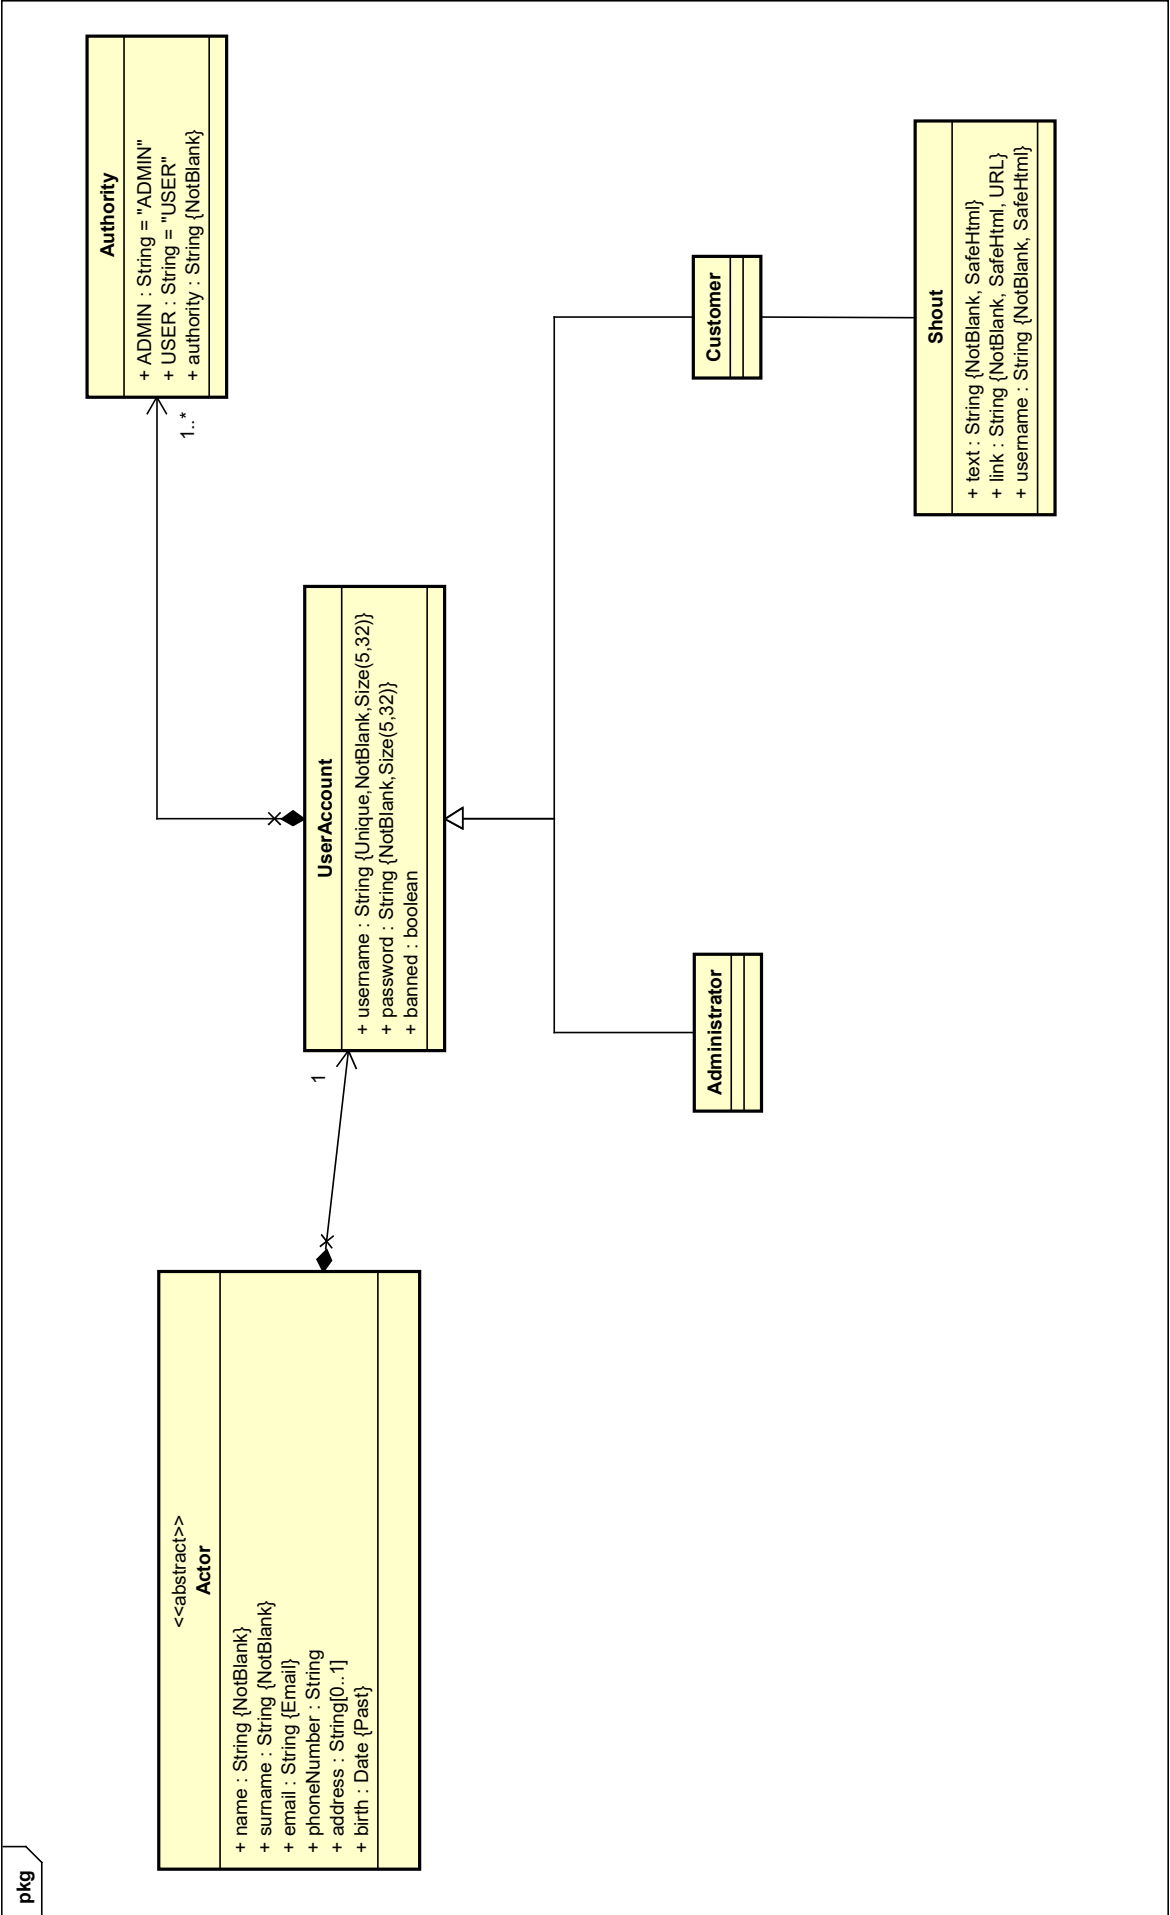 pkg
<<abstract>>
Actor
+ name : String {NotBlank}
+ surname : String {NotBlank}
+ email : String {Email}
+ phoneNumber : String
+ address : String[0..1]
+ birth : Date {Past}
1
UserAccount
+ username : String {Unique,NotBlank,Size(5,32)}
+ password : String {NotBlank,Size(5,32)}
+ banned : boolean
1..*
Authority
+ ADMIN : String = "ADMIN"
+ USER : String = "USER"
+ authority : String {NotBlank}
Administrator
Customer
Shout
+ text : String {NotBlank, SafeHtml}
+ link : String {NotBlank, SafeHtml, URL}
+ username : String {NotBlank, SafeHtml}